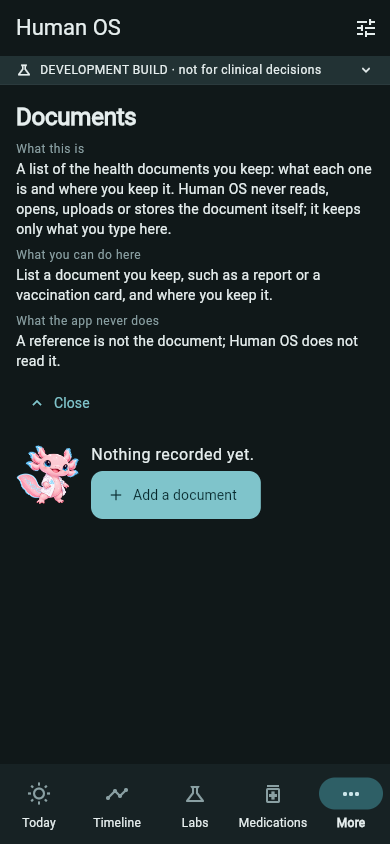 Human OS
DEVELOPMENT BUILD · not for clinical decisions
Documents
What this is
A list of the health documents you keep: what each one
is and where you keep it. Human OS never reads,
opens, uploads or stores the document itself; it keeps
only what you type here.
What you can do here
List a document you keep, such as a report or a
vaccination card, and where you keep it.
What the app never does
A reference is not the document; Human OS does not
read it.
Close
Nothing recorded yet.
Add a document
Today
Timeline
Labs
Medications
More